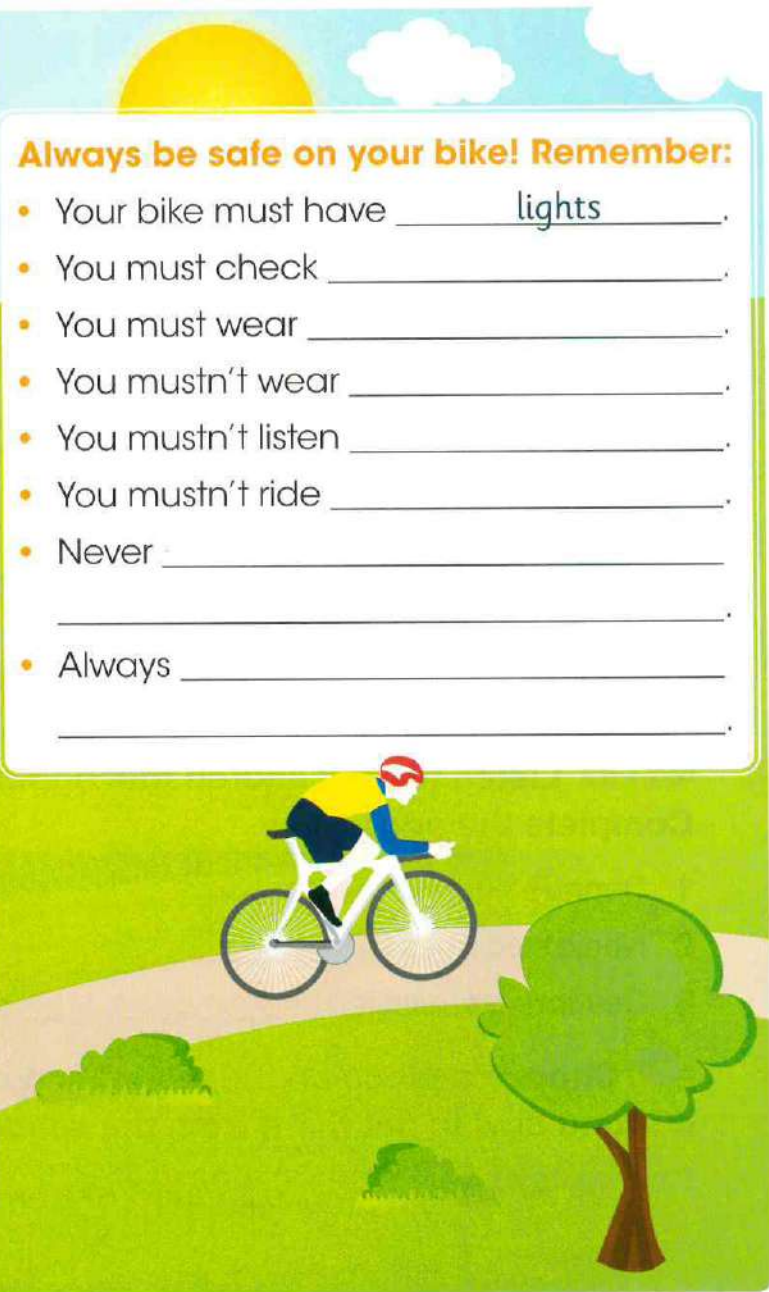 Always be safe on your bike! Remember:
• Your bike must have lights.
• You must check .
• You must wear .
• You mustn't wear .
• You mustn't listen .
• You mustn't ride .
• Never
.
• Always
.